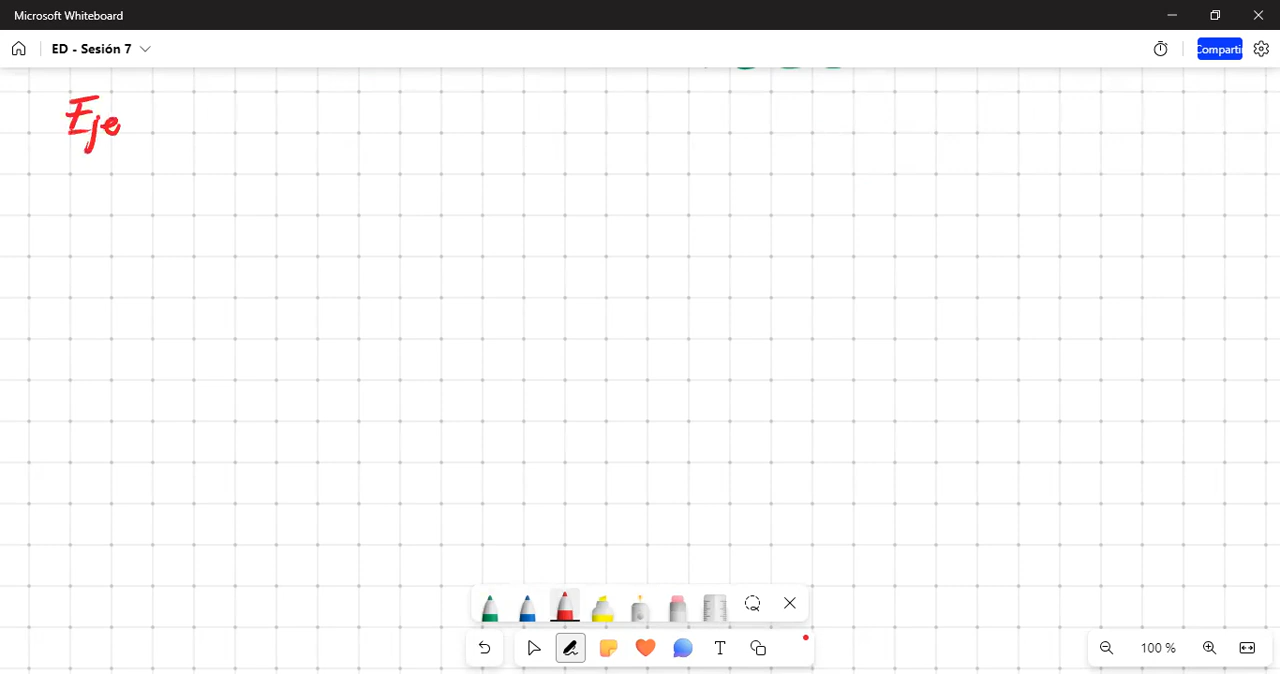 Microsoft Whiteboard
ED - Sesión 7
Comparti
Eje
100 %